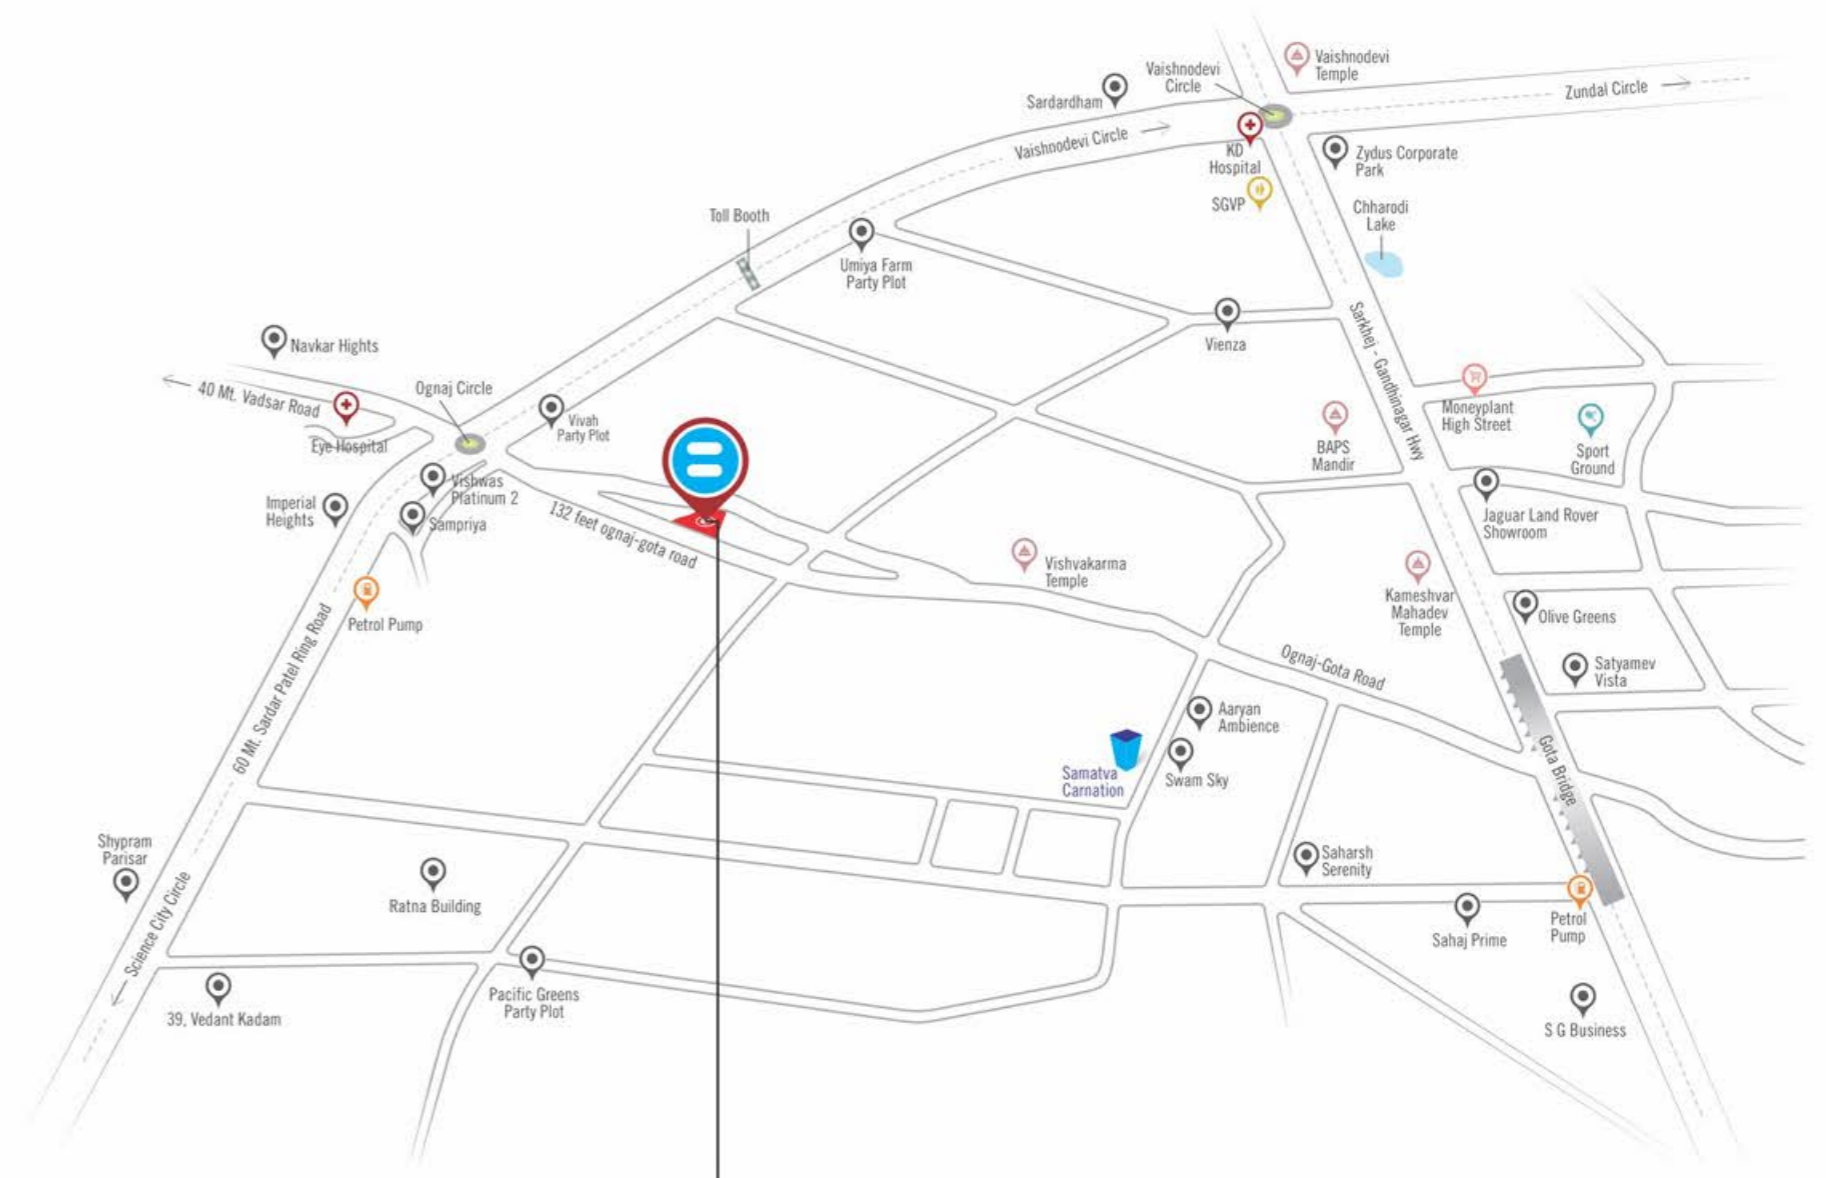 Vaishnodevi
Temple
Vaishnodevi
Circle
Zundal Circle
Sardardham
Vaishnodevi Circle
KD
Hospital
Zydus Corporate
Park
SGVP
Chharodi
Lake
Toll Booth
Umiya Farm
Party Plot
Sarkhej - Gandhinagar Hwy
Vienza
Navkar Hights
40 Mt. Vadsar Road
Ognaj Circle
Eye Hospital
Vivah
Party Plot
Moneyplant
High Street
BAPS
Mandir
Sport
Ground
Vishwas
Platinum 2
Imperial
Heights
Sampriya
132 feet ognaj-gota road
Jaguar Land Rover
Showroom
Vishvakarma
Temple
Kameshvar
Mahadev
Temple
Petrol Pump
Olive Greens
60 Mt. Sardar Patel Ring Road
Ognaj-Gota Road
Satyamev
Vista
Aaryan
Ambience
Samatva
Carnation
Swam Sky
Gota Bridge
Shypram
Parisar
Saharsh
Serenity
Science City Circle
Ratna Building
Sahaj Prime
Petrol
Pump
39, Vedant Kadam
Pacific Greens
Party Plot
S G Business